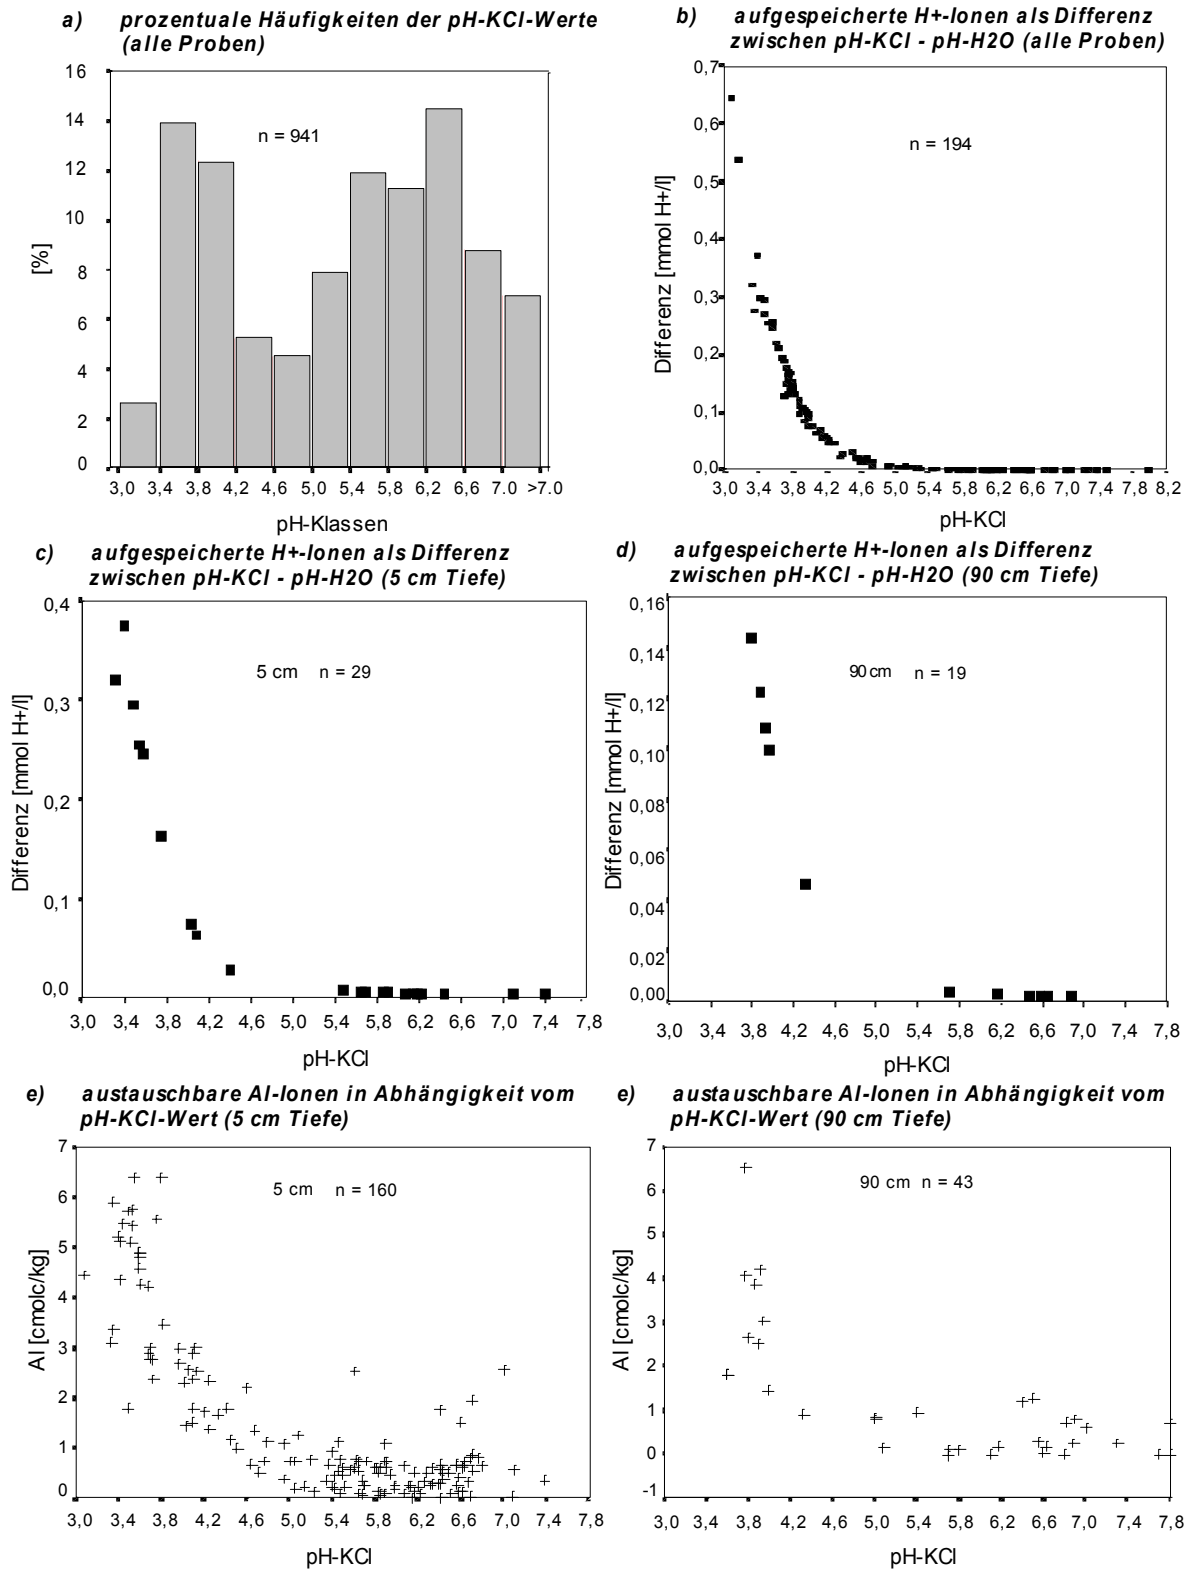 a) prozentuale Häufigkeiten der pH-KCl-Werte
(alle Proben)
16
14
12
10
8
6
4
2
0
[%]
n = 941
3,0 3,4 3,8 4,2 4,6 5,0 5,4 5,8 6,2 6,6 7.0 >7.0
pH-Klassen
b) aufgespeicherte H+-Ionen als Differenz
zwischen pH-KCl - pH-H2O (alle Proben)
0,7
0,6
0,5
0,4
0,3
0,2
0,1
0,0
Differenz [mmol H+/l]
n = 194
3,0 3,4 3,8 4,2 4,6 5,0 5,4 5,8 6,2 6,6 7,0 7,4 7,8 8,2
pH-KCl
c) aufgespeicherte H+-Ionen als Differenz
zwischen pH-KCl - pH-H2O (5 cm Tiefe)
0,4
0,3
0,2
0,1
0,0
Differenz [mmol H+/l]
5 cm n = 29
3,0 3,4 3,8 4,2 4,6 5,0 5,4 5,8 6,2 6,6 7,0 7,4 7,8
pH-KCl
d) aufgespeicherte H+-Ionen als Differenz
zwischen pH-KCl - pH-H2O (90 cm Tiefe)
0,16
0,14
0,12
0,10
0,08
0,06
0,04
0,02
0,00
Differenz [mmol H+/l]
90 cm n = 19
3,0 3,4 3,8 4,2 4,6 5,0 5,4 5,8 6,2 6,6 7,0 7,4 7,8
pH-KCl
e) austauschbare Al-Ionen in Abhängigkeit vom
pH-KCl-Wert (5 cm Tiefe)
7
6
5
4
3
2
1
0
Al [cmolc/kg]
5 cm n = 160
3,0 3,4 3,8 4,2 4,6 5,0 5,4 5,8 6,2 6,6 7,0 7,4 7,8
pH-KCl
e) austauschbare Al-Ionen in Abhängigkeit vom
pH-KCl-Wert (90 cm Tiefe)
7
6
5
4
3
2
1
0
-1
Al [cmolc/kg]
90 cm n = 43
3,0 3,4 3,8 4,2 4,6 5,0 5,4 5,8 6,2 6,6 7,0 7,4 7,8
pH-KCl